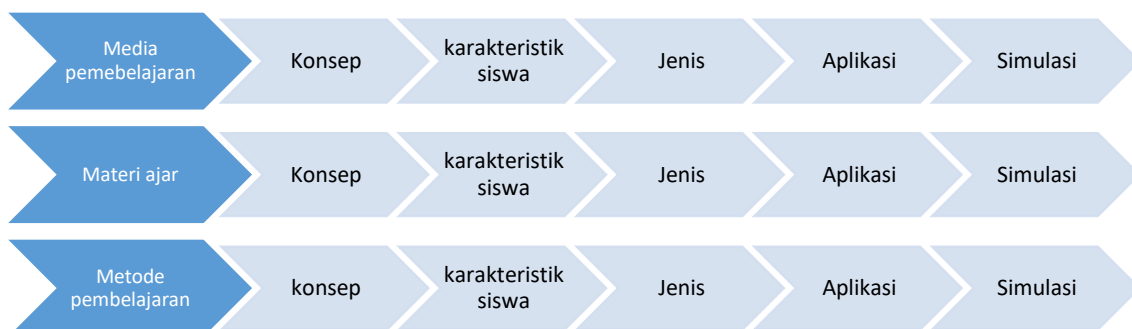 Media
pemebelajaran
Konsep
karakteristik
siswa
Jenis
Aplikasi
Simulasi
Materi ajar
Konsep
karakteristik
siswa
Jenis
Aplikasi
Simulasi
Metode
pembelajaran
konsep
karakteristik
siswa
Jenis
Aplikasi
Simulasi